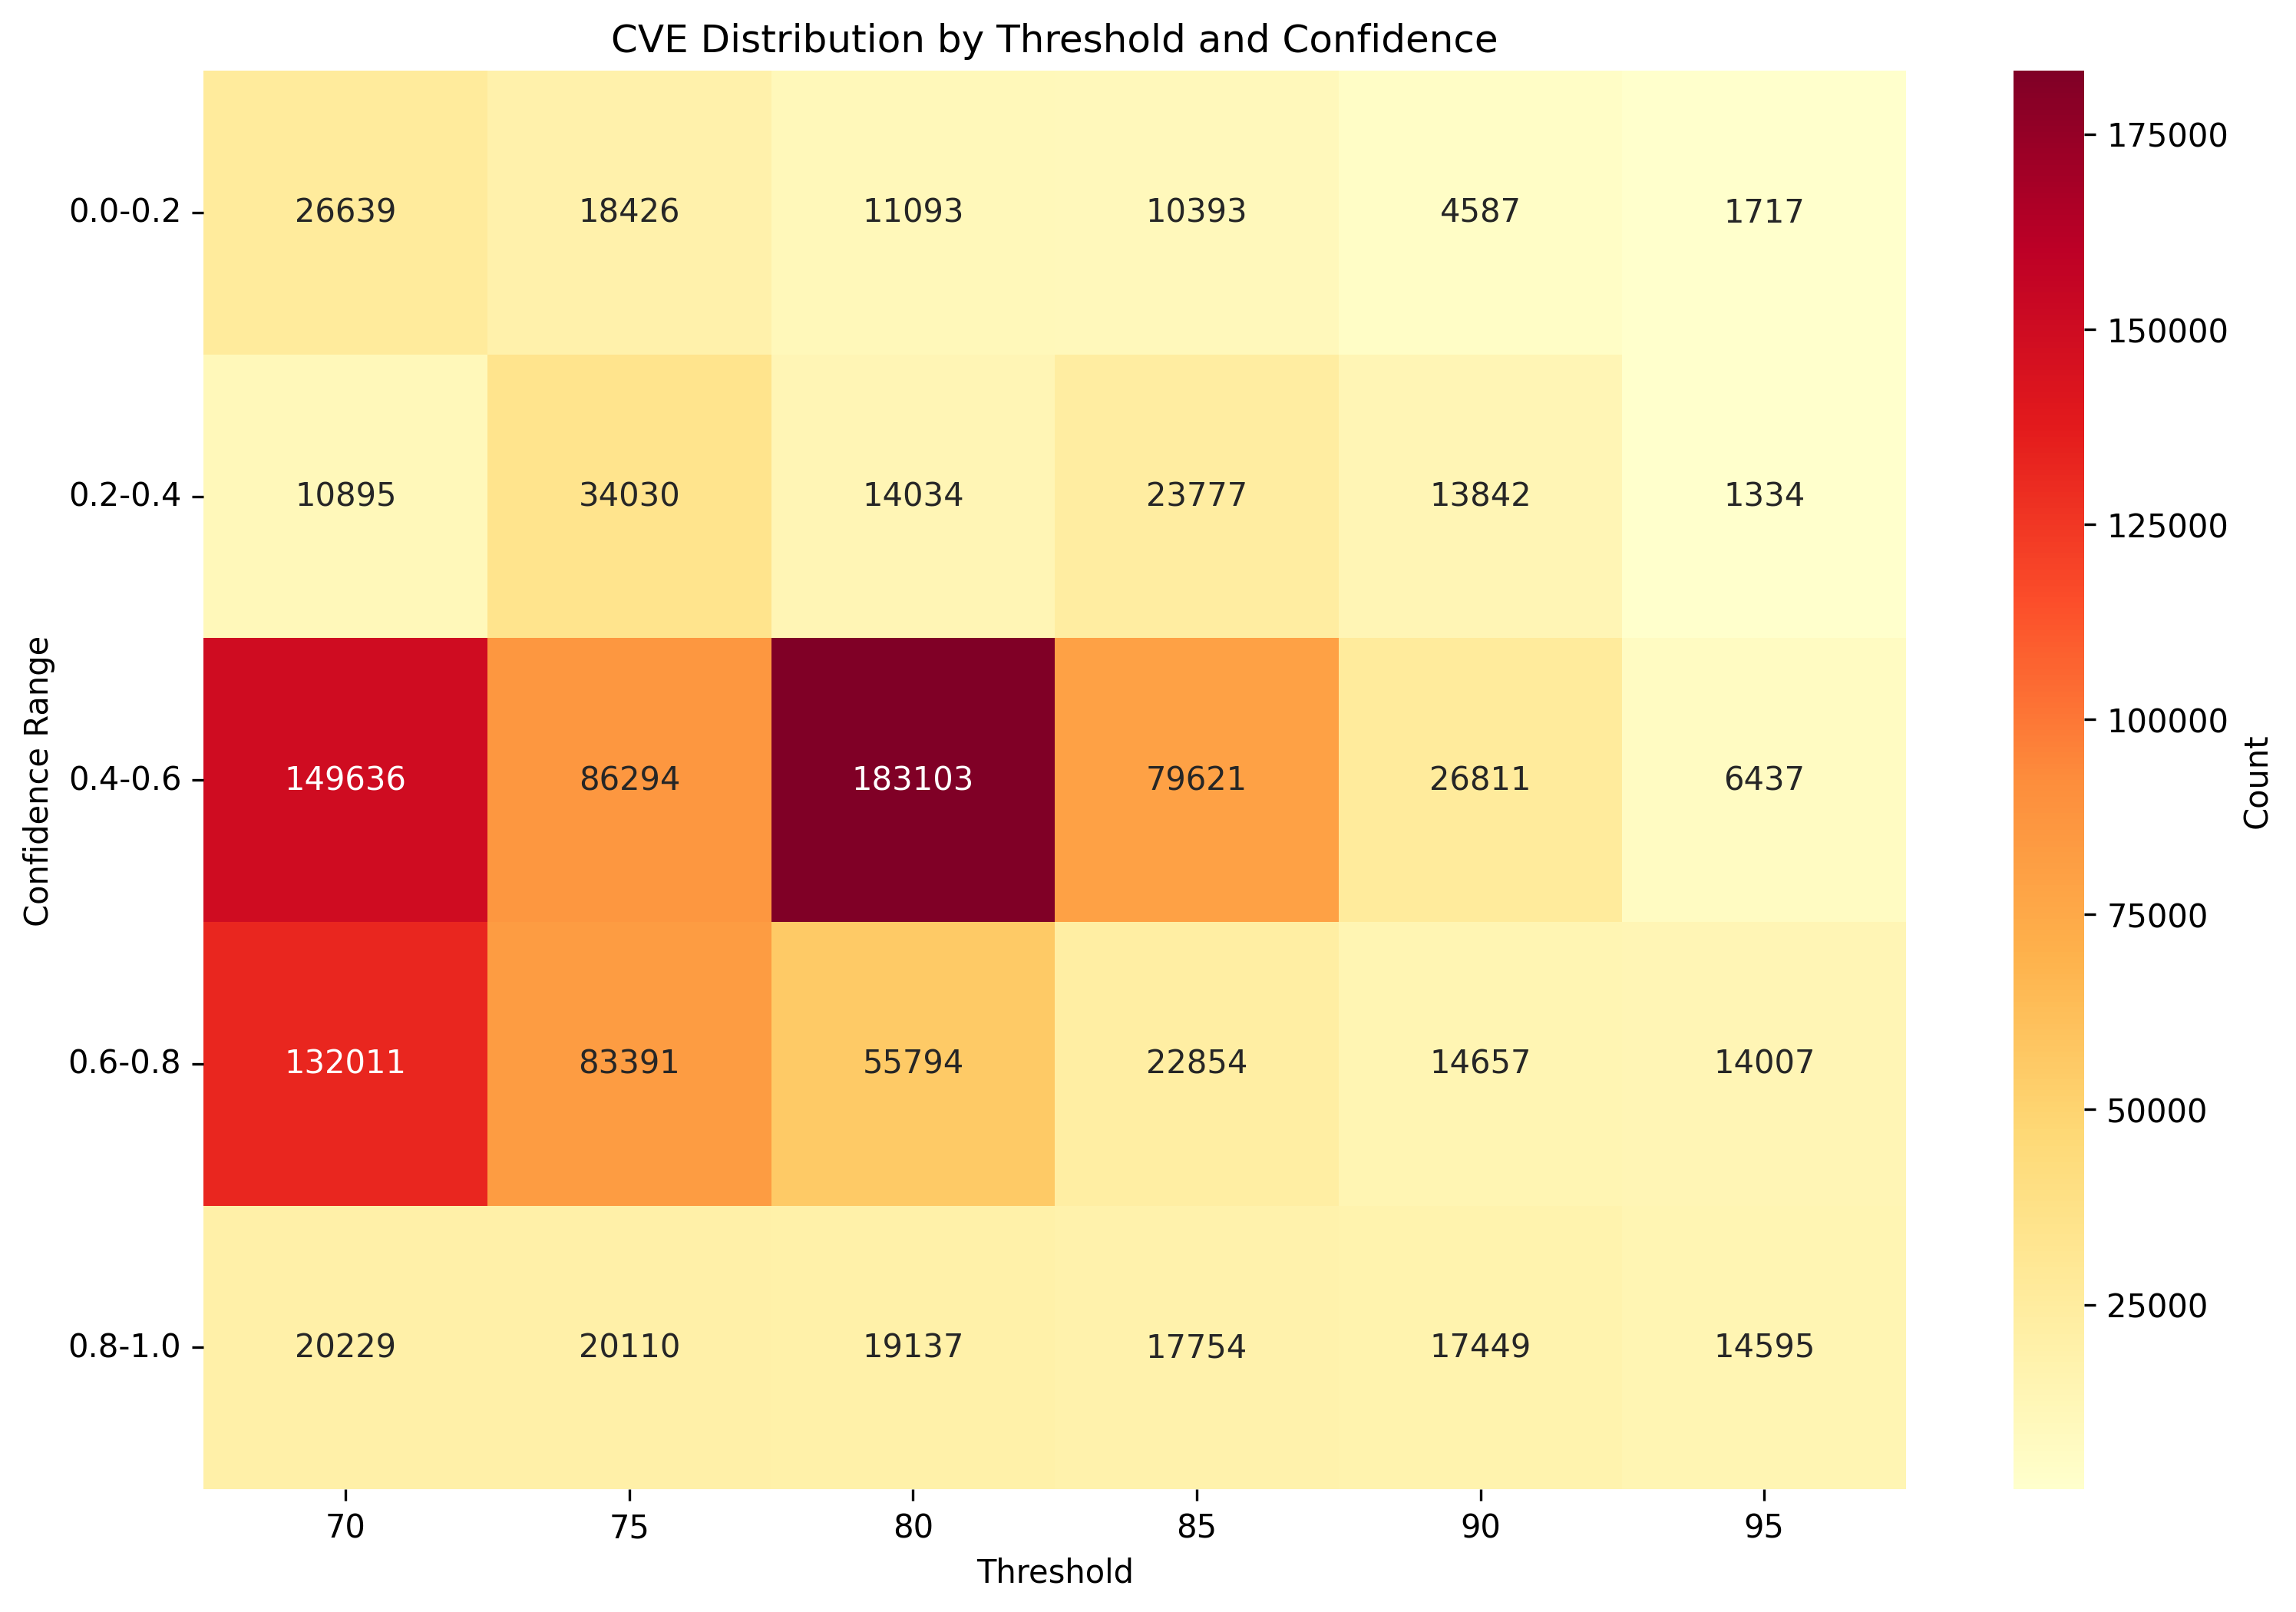 CVE Distribution by Threshold and Confidence
Confidence Range
0.0-0.2 26639 18426 11093 10393 4587 1717
0.2-0.4 10895 34030 14034 23777 13842 1334
0.4-0.6 149636 86294 183103 79621 26811 6437
0.6-0.8 132011 83391 55794 22854 14657 14007
0.8-1.0 20229 20110 19137 17754 17449 14595
70 75 80 85 90 95
Threshold
175000
150000
125000
100000
75000
50000
25000
Count